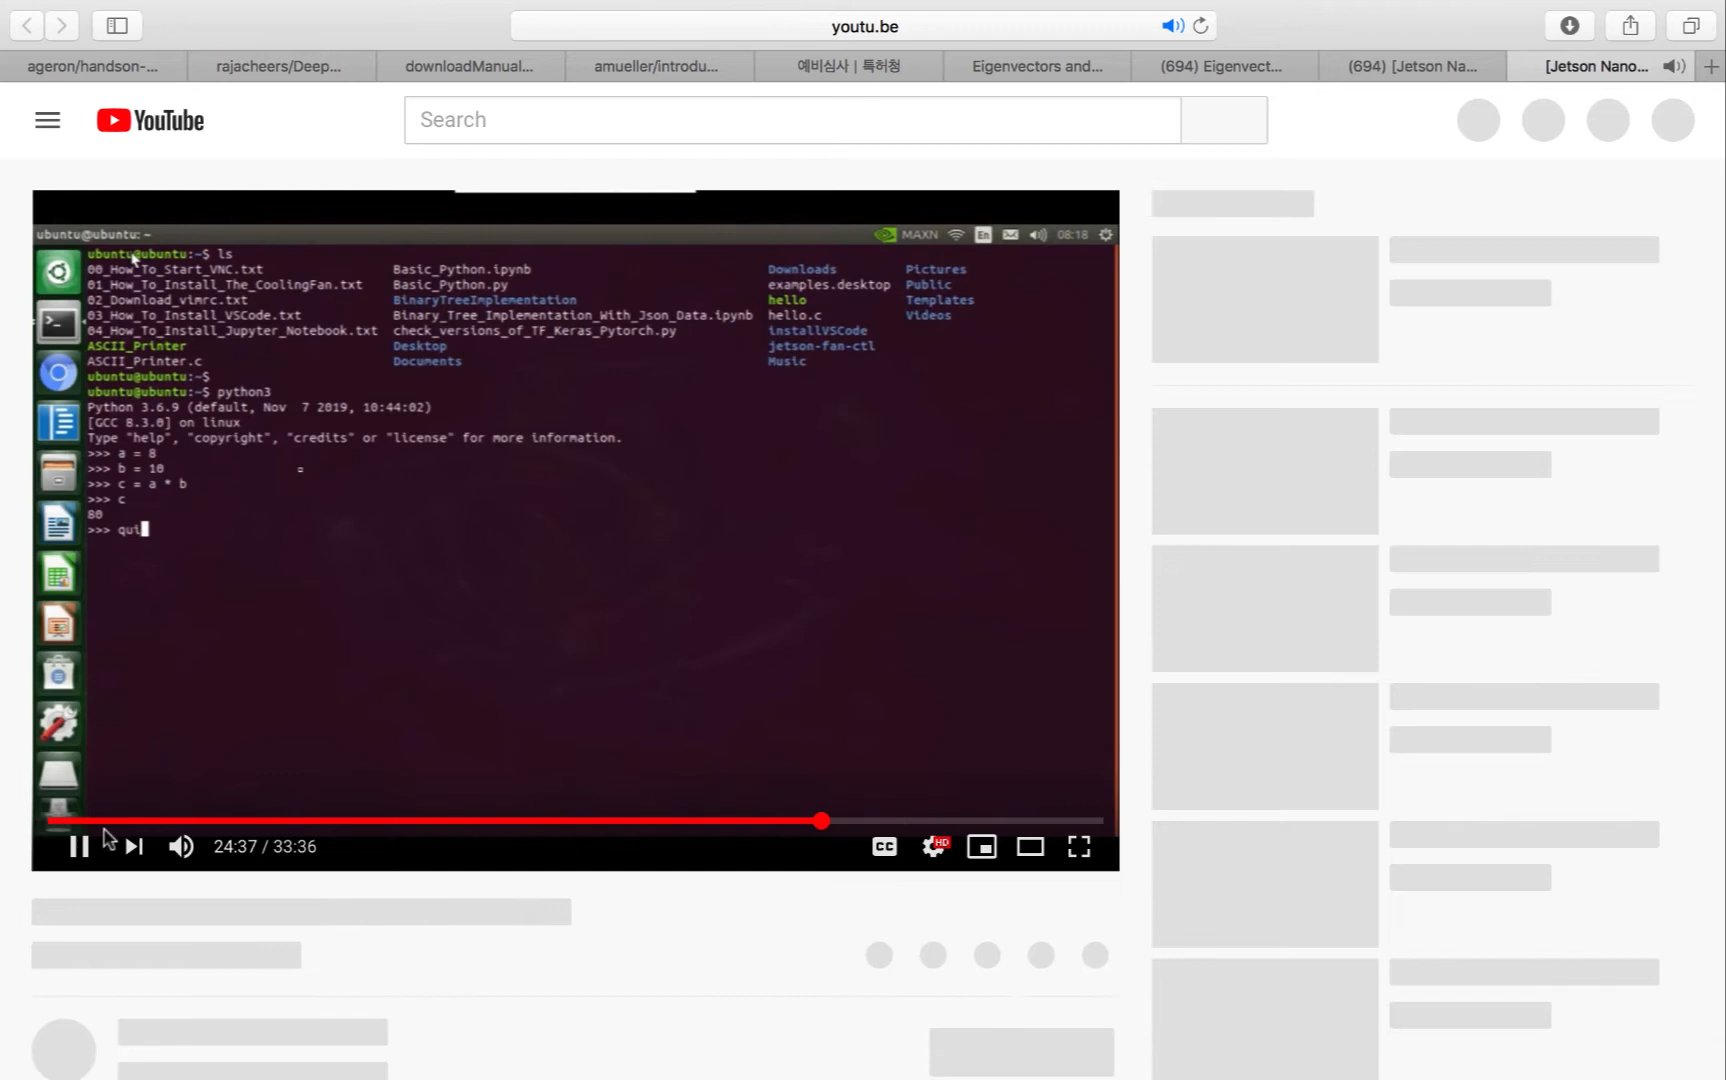 youtu.be
ageron/handson-...
rajacheers/Deep...
downloadManual...
amueller/introdu...
예비심사 | 특허청
Eigenvectors and...
(694) Eigenvect...
(694) [Jetson Na...
[Jetson Nano...
YouTube
Search
ubuntu@ubuntu: ~
MAXN
En
08:18
ubuntu@ubuntu:~$ ls
00_How_To_Start_VNC.txt Basic_Python.ipynb Downloads Pictures
01_How_To_Install_The_CoolingFan.txt Basic_Python.py examples.desktop Public
02_Download_vimrc.txt BinaryTreeImplementation hello Templates
03_How_To_Install_VSCode.txt Binary_Tree_Implementation_With_Json_Data.ipynb hello.c Videos
04_How_To_Install_Jupyter_Notebook.txt check_versions_of_TF_Keras_Pytorch.py installVSCode
ASCII_Printer Desktop jetson-fan-ctl
ASCII_Printer.c Documents Music
ubuntu@ubuntu:~$
ubuntu@ubuntu:~$ python3
Python 3.6.9 (default, Nov  7 2019, 10:44:02)
[GCC 8.3.0] on linux
Type "help", "copyright", "credits" or "license" for more information.
>>> a = 8
>>> b = 10
>>> c = a * b
>>> c
80
>>> qui
24:37 / 33:36
CC
HD